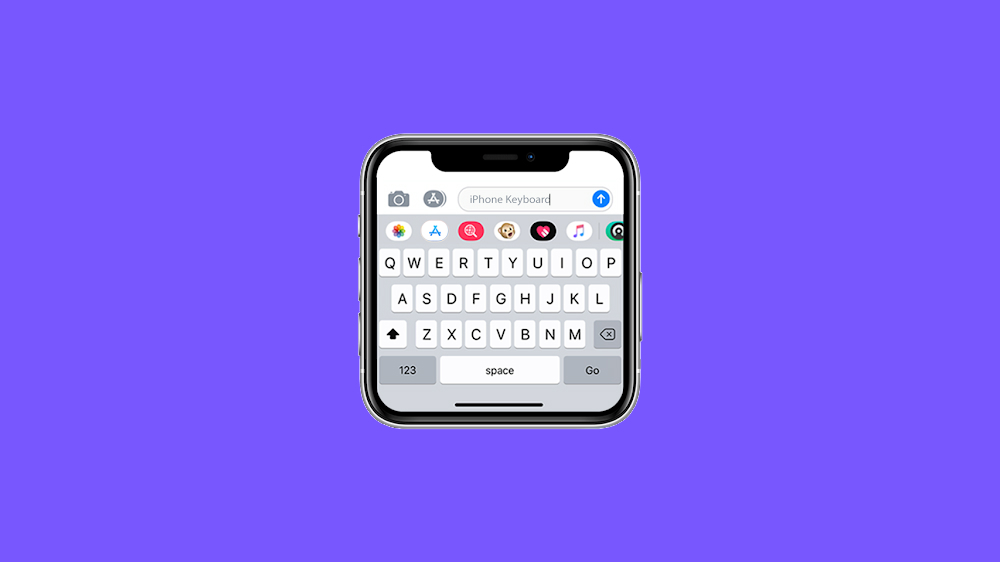 iPhone Keyboard
Q W E R T Y U I O P
A S D F G H J K L
Z X C V B N M
123 space Go